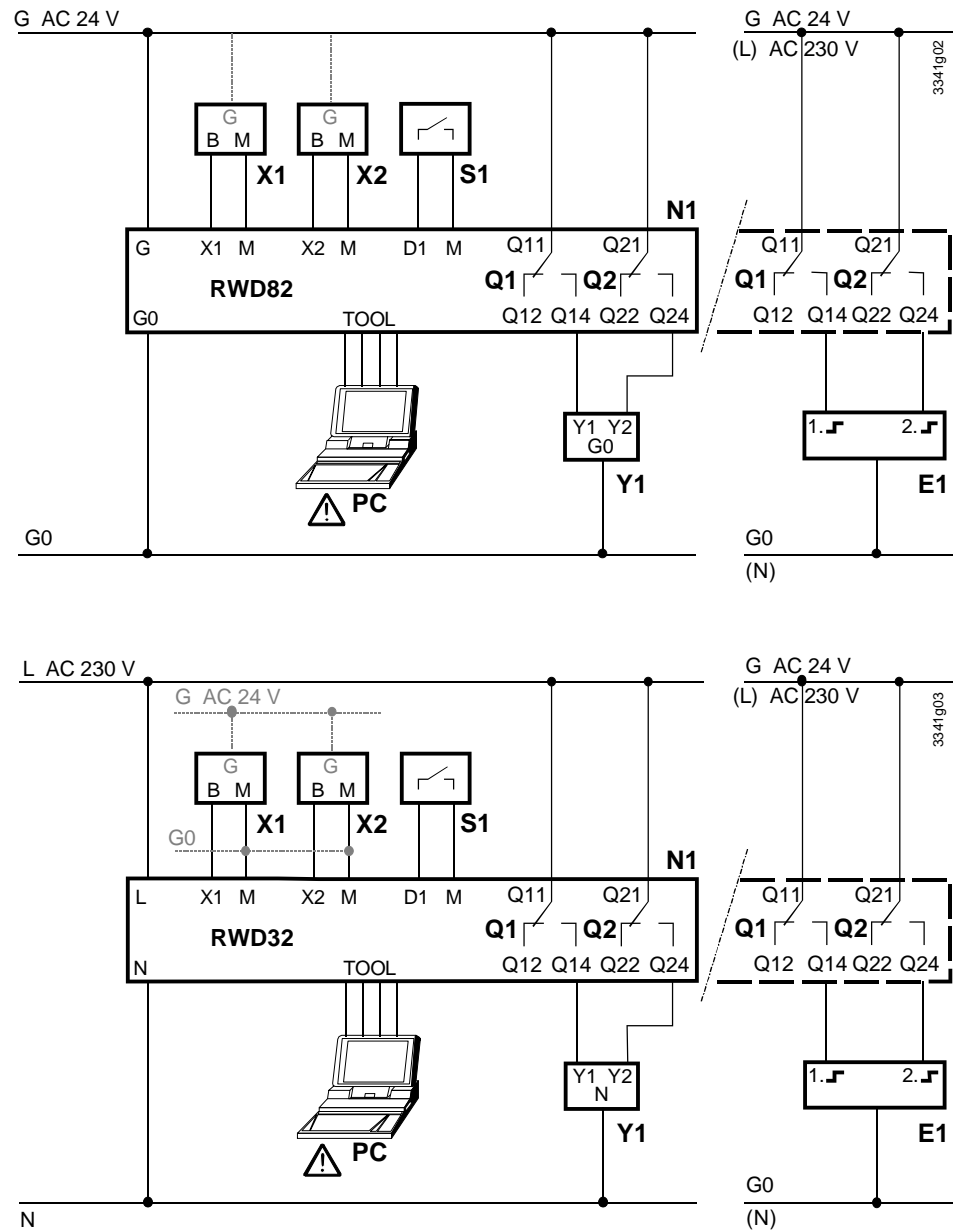 G AC 24 V
G AC 24 V
(L) AC 230 V
3341g02
G G
B M B M
X1 X2 S1
N1
G X1 M X2 M D1 M Q11 Q21
Q11 Q21
RWD82
Q1 Q2
Q1 Q2
G0 TOOL Q12 Q14 Q22 Q24
Q12 Q14 Q22 Q24
Y1 Y2
G0
1. 2.
Y1
E1
PC
G0
G0
(N)
L AC 230 V
G AC 24 V
(L) AC 230 V
3341g03
G AC 24 V
G G
B M B M
X1 X2 S1
G0
N1
L X1 M X2 M D1 M Q11 Q21
Q11 Q21
RWD32
Q1 Q2
Q1 Q2
N TOOL Q12 Q14 Q22 Q24
Q12 Q14 Q22 Q24
Y1 Y2
N
1. 2.
Y1
E1
PC
N
G0
(N)